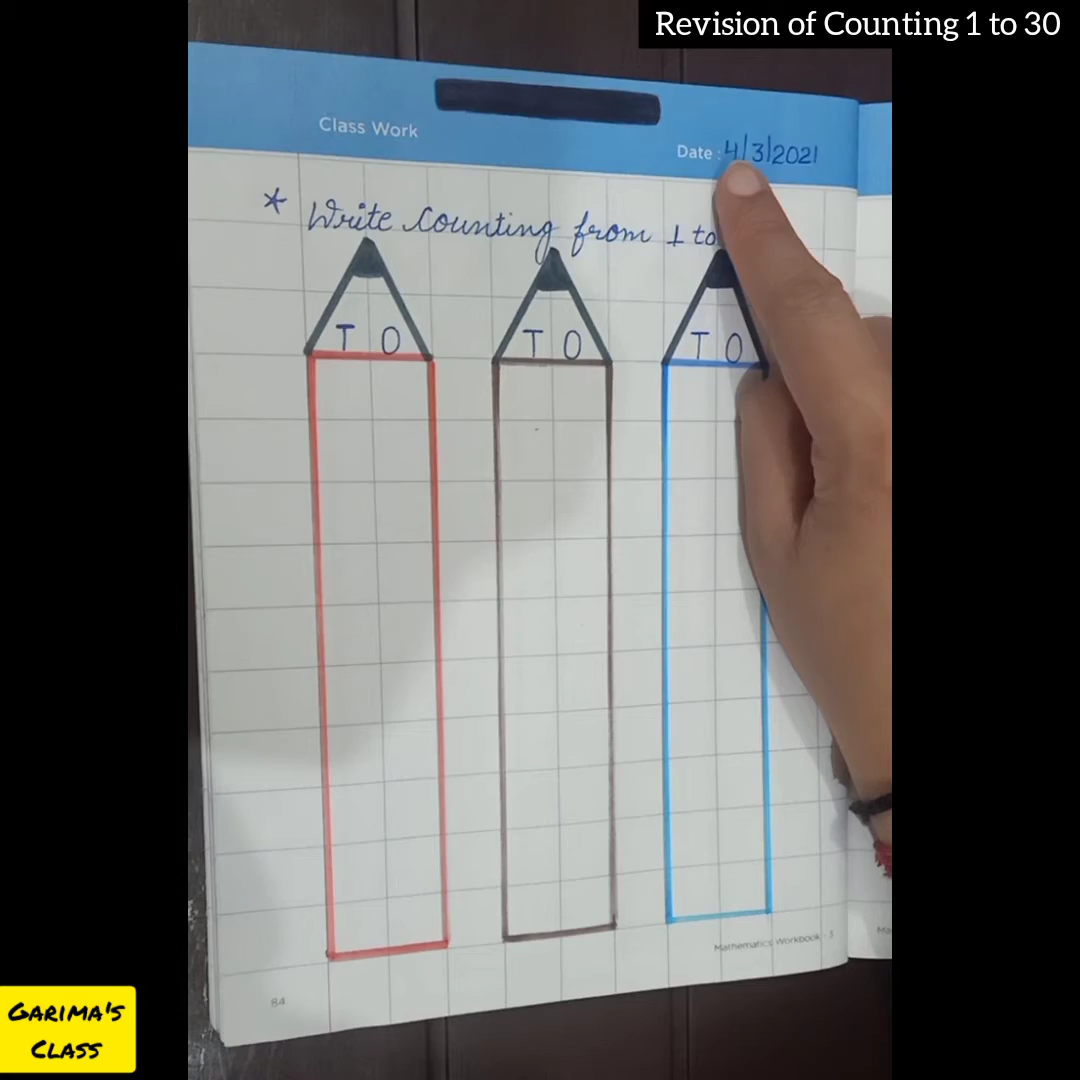 Revision of Counting 1 to 30
Class Work
Date : 4/3/2021
* Write Counting from 1 to
T O
T O
T O
Mathematics Workbook - 3
84
GARIMA'S
CLASS